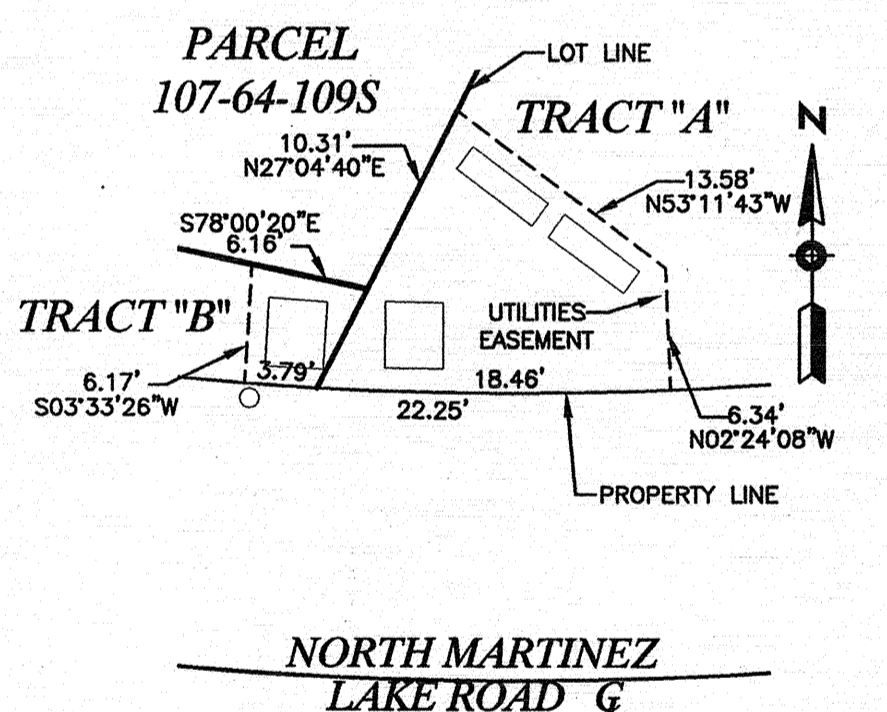 PARCEL
107-64-109S
LOT LINE
TRACT "A"
N
10.31'
N27°04'40"E
13.58'
N53°11'43"W
S78°00'20"E
6.16'
TRACT "B"
UTILITIES
EASEMENT
6.17'
S03°33'26"W
3.79'
18.46'
22.25'
6.34'
N02°24'08"W
PROPERTY LINE
NORTH MARTINEZ
LAKE ROAD G